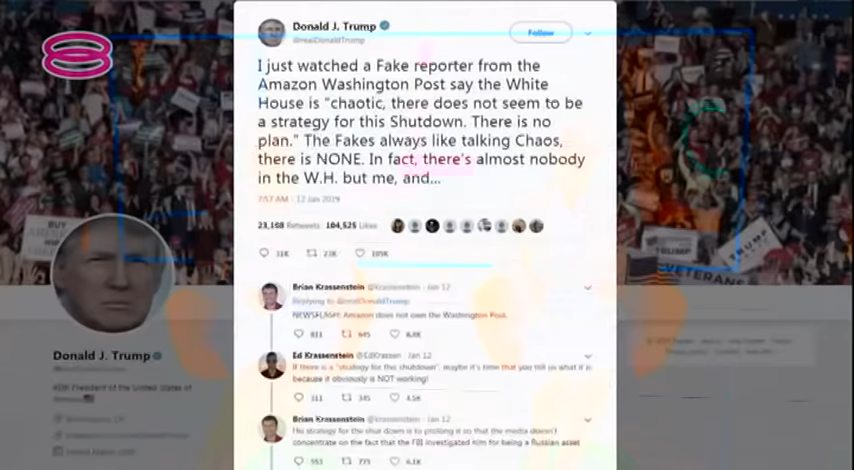 Donald J. Trump
@realDonaldTrump
Follow
I just watched a Fake reporter from the
Amazon Washington Post say the White
House is "chaotic, there does not seem to be
a strategy for this Shutdown. There is no
plan." The Fakes always like talking Chaos,
there is NONE. In fact, there's almost nobody
in the W.H. but me, and...
7:57 AM - 12 Jan 2019
23,108 Retweets 104,525 Likes
31K 23K 105K
Brian Krassenstein @krassenstein · Jan 12
Replying to @realDonaldTrump
NEWSFLASH: Amazon does not own the Washington Post.
645
Ed Krassenstein @EdKrassen · Jan 12
If there is a "strategy for this shutdown", maybe it's time that you tell us what it is
because it obviously is NOT working!
311 345 4.5K
Brian Krassenstein @krassenstein · Jan 12
The strategy for the shut down is to prolong it so that the media doesn't
concentrate on the fact that the FBI investigated him for being a Russian asset
553 775 6.1K
BUY
TRUMP
TRUMP
VETERANS
Donald J. Trump
45th President of the United States of
America